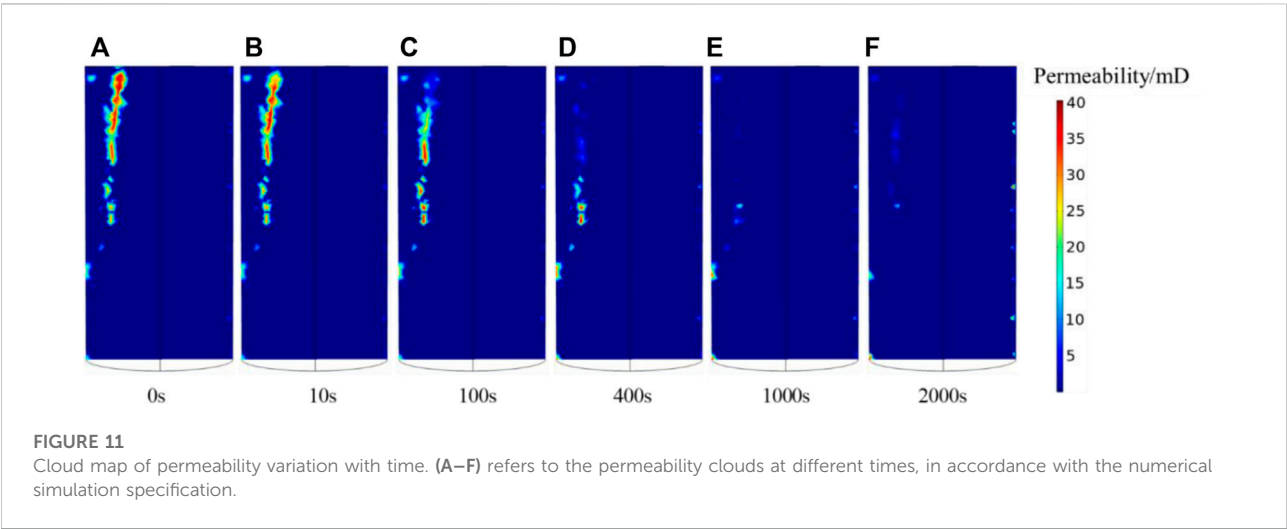 A B C D E F
Permeability/mD
40
35
30
25
20
15
10
5
0s 10s 100s 400s 1000s 2000s
FIGURE 11
Cloud map of permeability variation with time. (A–F) refers to the permeability clouds at different times, in accordance with the numerical
simulation specification.